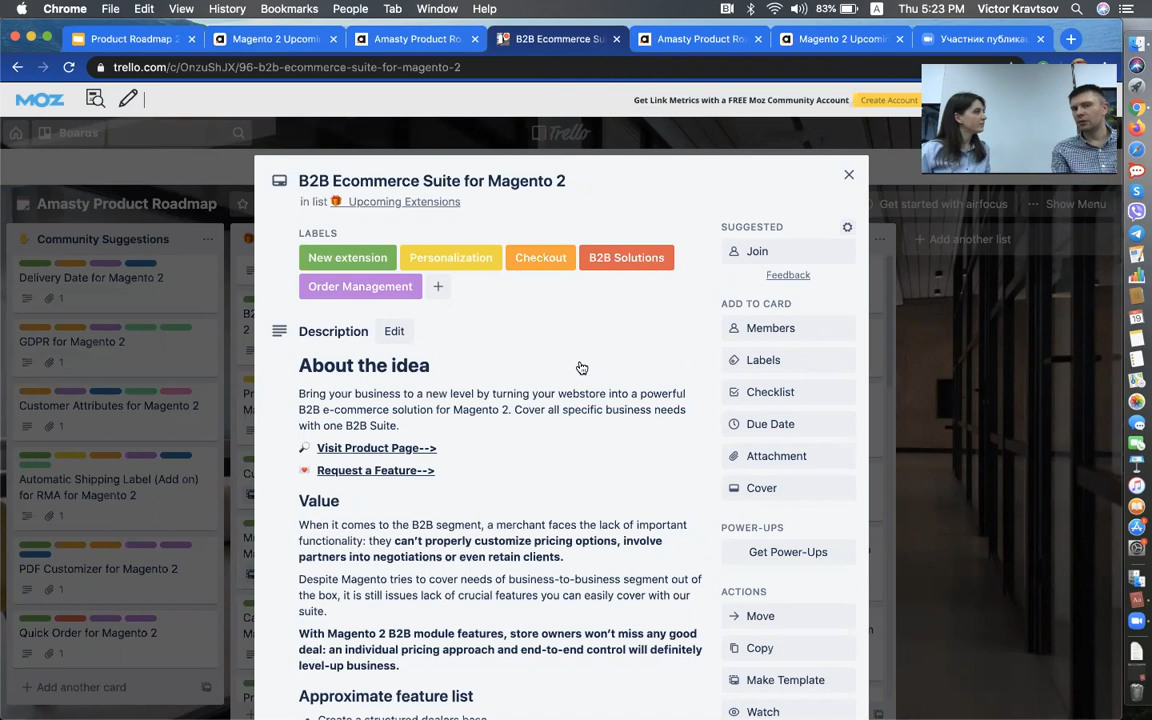 Chrome File Edit View History Bookmarks People Tab Window Help 83% A Thu 5:23 PM Victor Kravtsov
Product Roadmap × Magento 2 Upcomin × Amasty Product Ro × B2B Ecommerce Su × Amasty Product Ro × Magento 2 Upcomin × Участник публика × +
trello.com/c/OnzuShJX/96-b2b-ecommerce-suite-for-magento-2
MOZ Get Link Metrics with a FREE Moz Community Account Create Account
Boards Trello
Amasty Product Roadmap Get started with airfocus ... Show Menu
Community Suggestions ...
+ Add another list
Delivery Date for Magento 2
1
GDPR for Magento 2
1
Customer Attributes for Magento 2
1
Automatic Shipping Label (Add on)
for RMA for Magento 2
1
PDF Customizer for Magento 2
1
Quick Order for Magento 2
1
+ Add another card
B2B Ecommerce Suite for Magento 2
in list Upcoming Extensions
LABELS
New extension Personalization Checkout B2B Solutions
Order Management +
Description Edit
About the idea
Bring your business to a new level by turning your webstore into a powerful
B2B e-commerce solution for Magento 2. Cover all specific business needs
with one B2B Suite.
Visit Product Page-->
Request a Feature-->
Value
When it comes to the B2B segment, a merchant faces the lack of important
functionality: they can’t properly customize pricing options, involve
partners into negotiations or even retain clients.
Despite Magento tries to cover needs of business-to-business segment out of
the box, it is still issues lack of crucial features you can easily cover with our
suite.
With Magento 2 B2B module features, store owners won’t miss any good
deal: an individual pricing approach and end-to-end control will definitely
level-up business.
Approximate feature list
Create a structured dealers base
SUGGESTED
Join
Feedback
ADD TO CARD
Members
Labels
Checklist
Due Date
Attachment
Cover
POWER-UPS
Get Power-Ups
ACTIONS
Move
Copy
Make Template
Watch